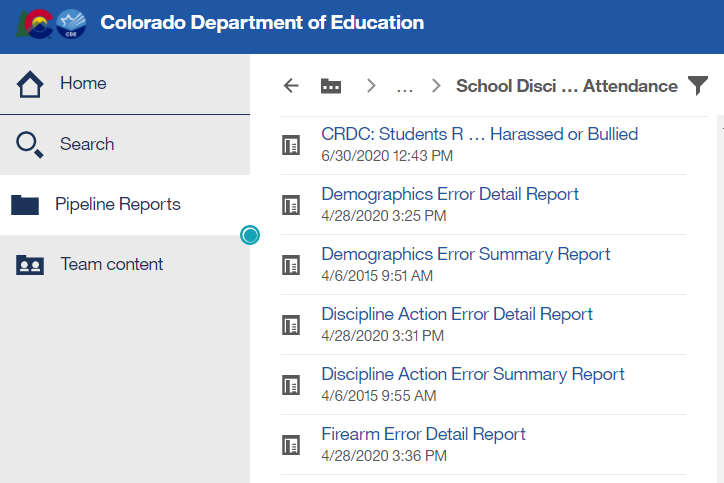 CDE
Colorado Department of Education
Home
Search
Pipeline Reports
Team content
... School Disci ... Attendance
CRDC: Students R ... Harassed or Bullied
6/30/2020 12:43 PM
Demographics Error Detail Report
4/28/2020 3:25 PM
Demographics Error Summary Report
4/6/2015 9:51 AM
Discipline Action Error Detail Report
4/28/2020 3:31 PM
Discipline Action Error Summary Report
4/6/2015 9:55 AM
Firearm Error Detail Report
4/28/2020 3:36 PM